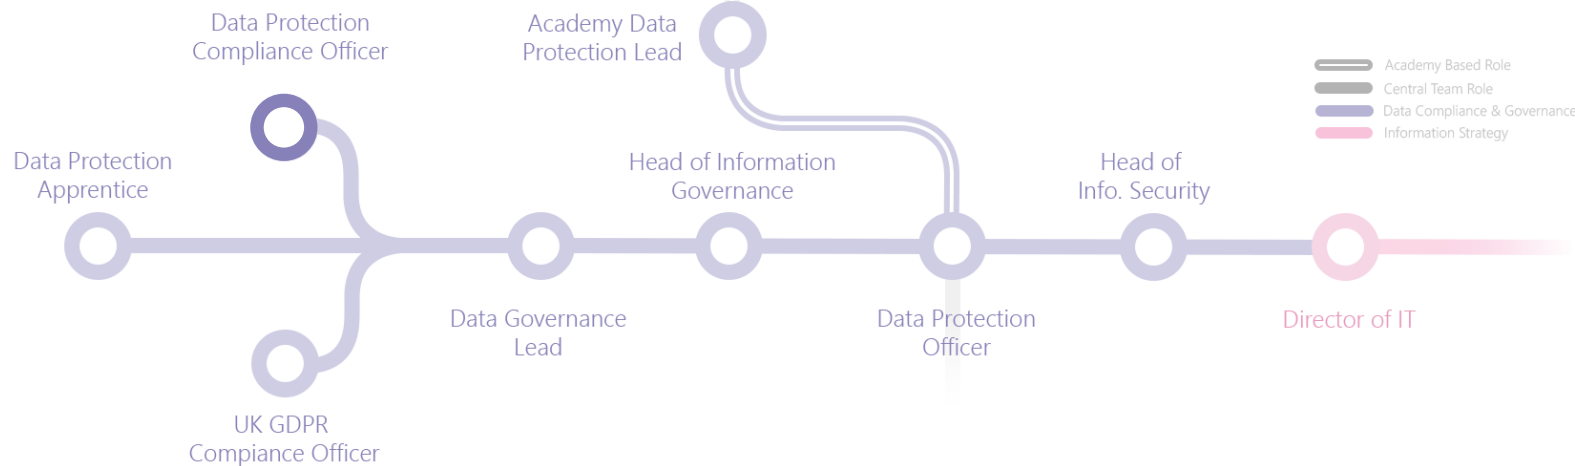 Data Protection
Compliance Officer
Academy Data
Protection Lead
Academy Based Role
Central Team Role
Data Compliance & Governance
Information Strategy
Data Protection
Apprentice
Head of Information
Governance
Head of
Info. Security
Data Governance
Lead
Data Protection
Officer
Director of IT
UK GDPR
Compiance Officer